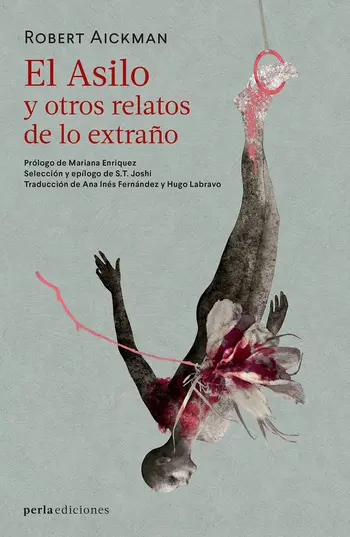 ROBERT AICKMAN
El Asilo
y otros relatos
de lo extraño
Prólogo de Mariana Enriquez
Selección y epílogo de S.T. Joshi
Traducción de Ana Inés Fernández y Hugo Labravo
perla ediciones